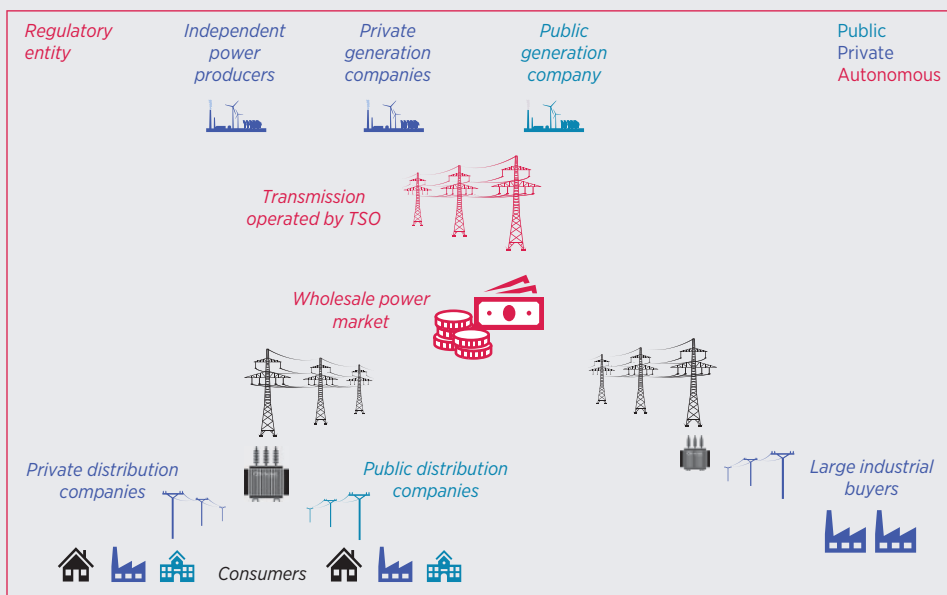 Regulatory
entity
Independent
power
producers
Private
generation
companies
Public
generation
company
Public
Private
Autonomous
Transmission
operated by TSO
Wholesale power
market
Private distribution
companies
Public distribution
companies
Large industrial
buyers
Consumers